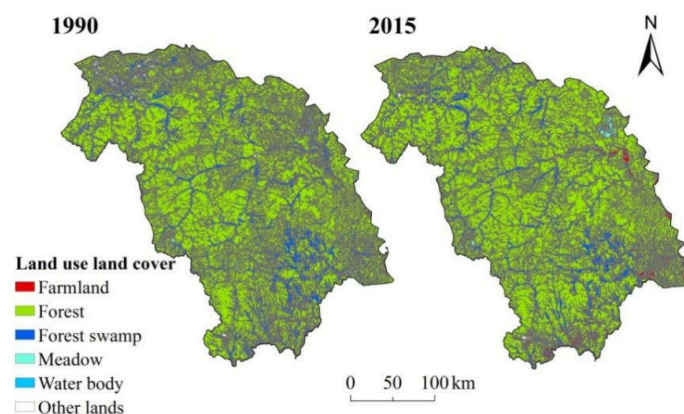 1990
2015
N
Land use land cover
Farmland
Forest
Forest swamp
Meadow
Water body
Other lands
0 50 100 km